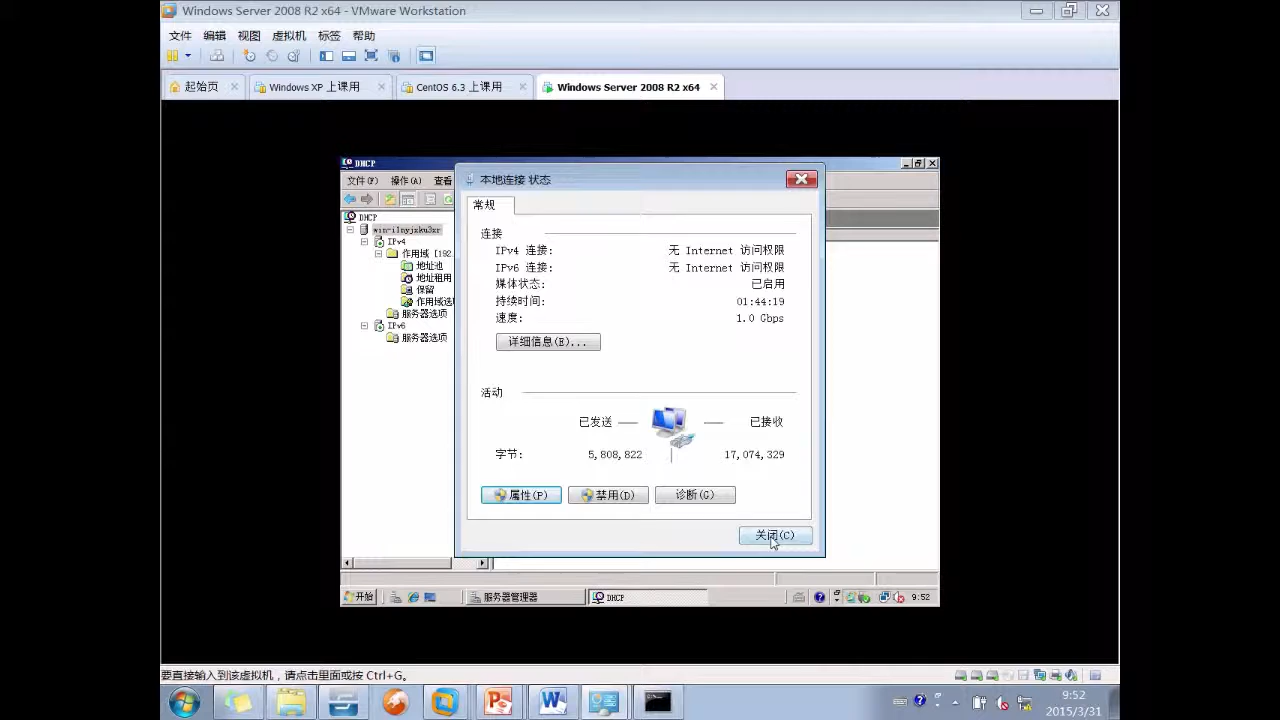 Windows Server 2008 R2 x64 - VMware Workstation
文件 编辑 视图 虚拟机 标签 帮助
起始页 Windows XP 上课用 CentOS 6.3 上课用 Windows Server 2008 R2 x64
DHCP
文件(F) 操作(A) 查看
DHCP
IPv4
作用域 [192.
地址池
地址租用
保留
作用域选
服务器选项
IPv6
服务器选项
本地连接 状态
常规
连接
IPv4 连接: 无 Internet 访问权限
IPv6 连接: 无 Internet 访问权限
媒体状态: 已启用
持续时间: 01:44:19
速度: 1.0 Gbps
详细信息(E)...
活动
已发送 已接收
字节: 5,808,822 17,074,329
属性(P) 禁用(D) 诊断(G)
关闭(C)
开始 服务器管理器 DHCP 9:52
要直接输入到该虚拟机，请点击里面或按 Ctrl+G。
9:52
2015/3/31